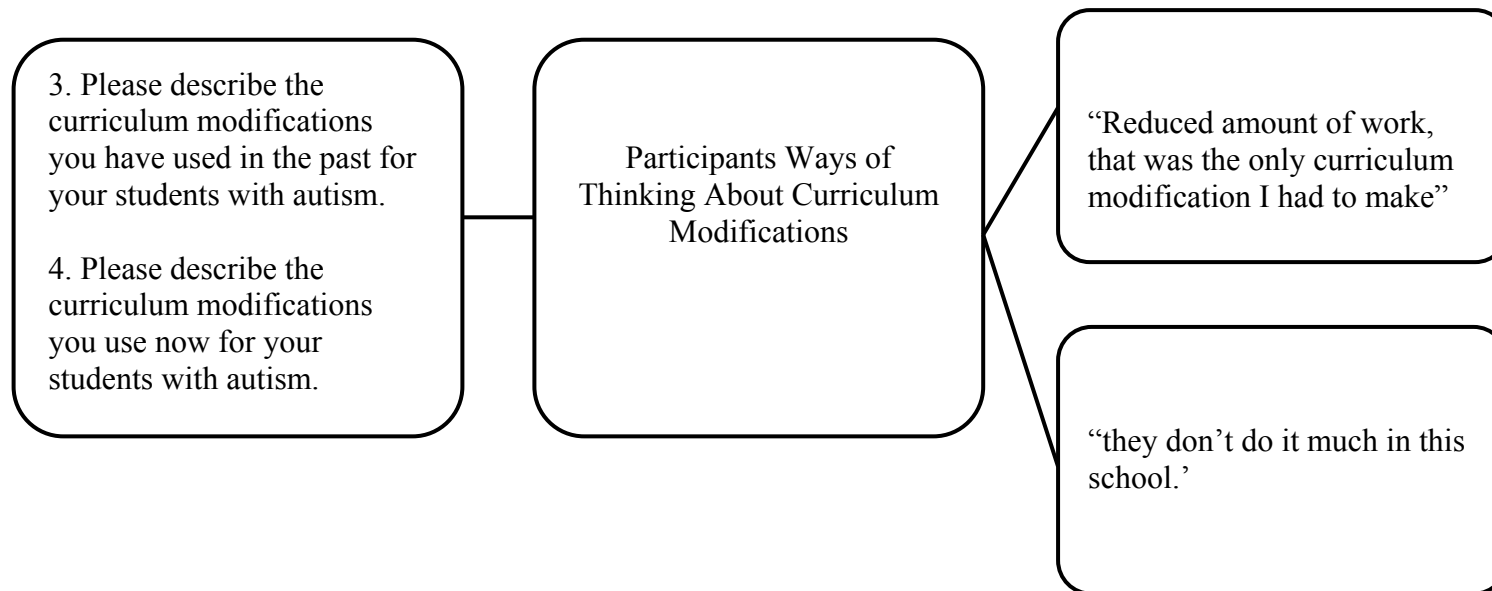 3. Please describe the
curriculum modifications
you have used in the past for
your students with autism.
4. Please describe the
curriculum modifications
you use now for your
students with autism.
Participants Ways of
Thinking About Curriculum
Modifications
“Reduced amount of work,
that was the only curriculum
modification I had to make”
“they don’t do it much in this
school.’